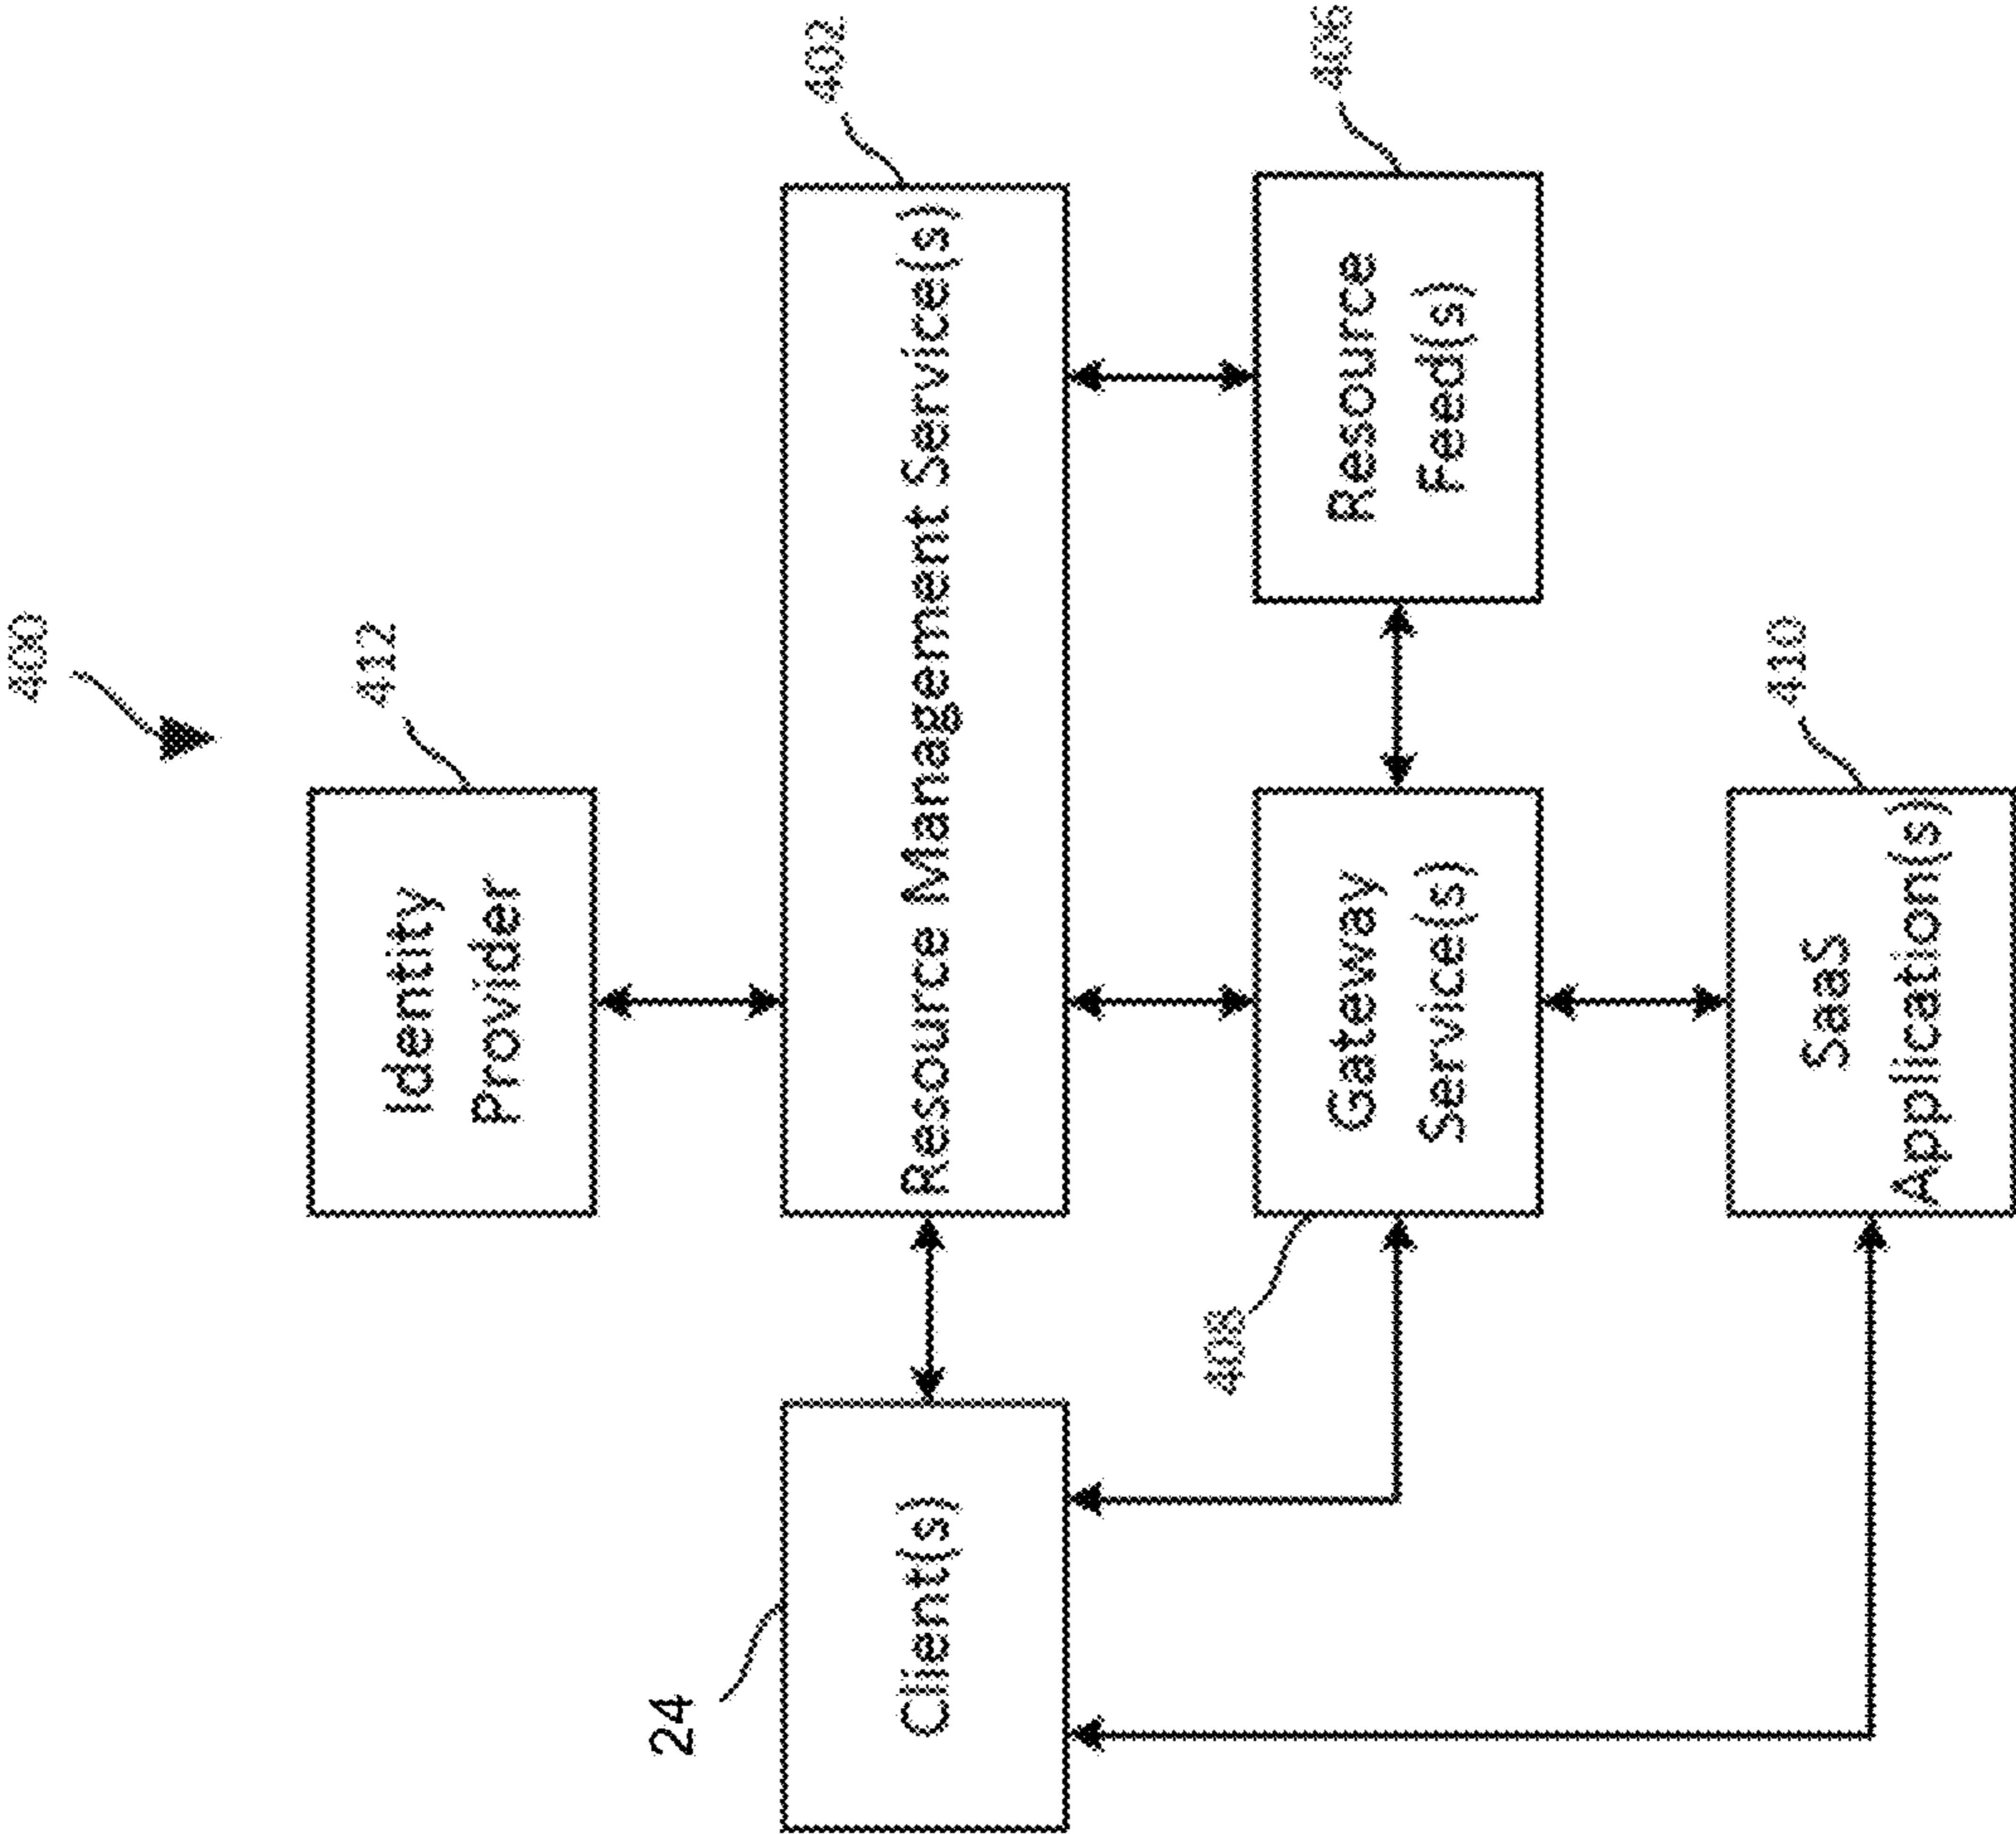 400
412
Identity
Provider
402
Resource Management Service(s)
24
Client(s)
406
Resource
Feed(s)
408
Gateway
Service(s)
410
SaaS
Application(s)